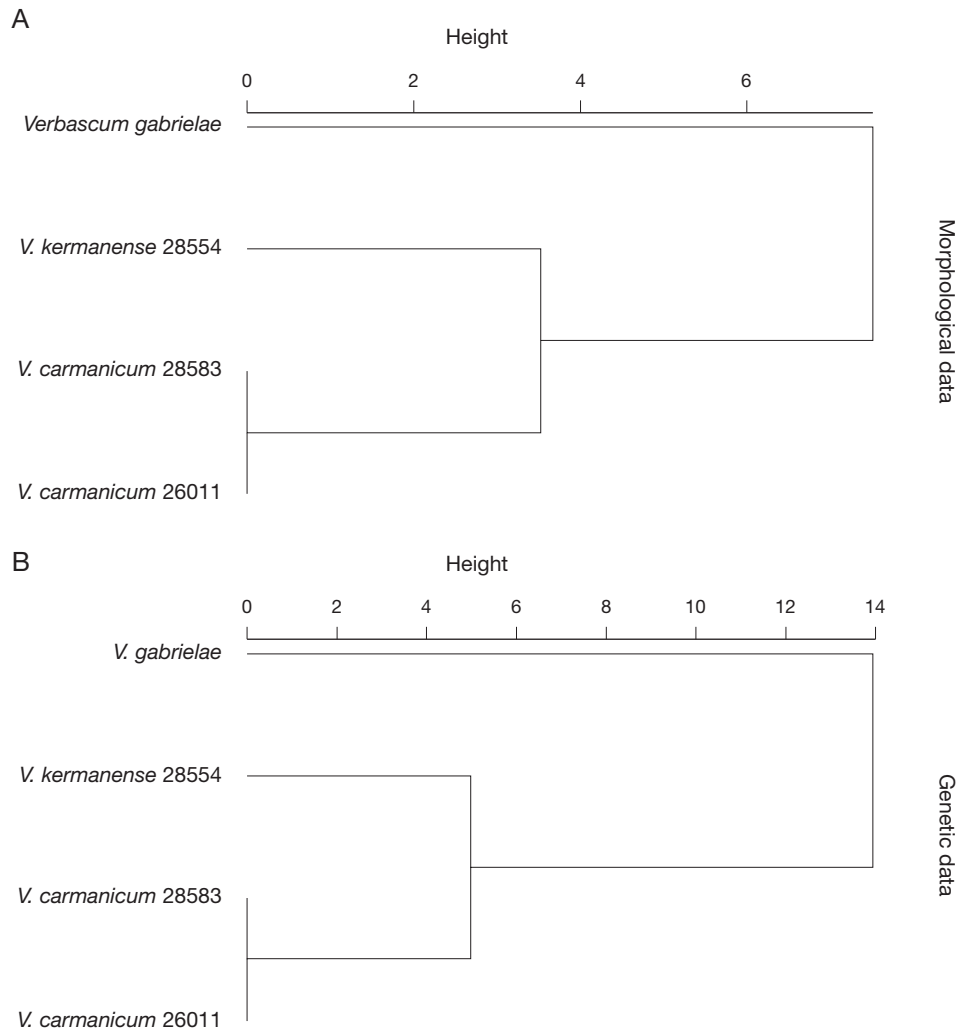 A
Height
0 2 4 6
Verbascum gabrielae
V. kermanense 28554
V. carmanicum 28583
V. carmanicum 26011
Morphological data
B
Height
0 2 4 6 8 10 12 14
V. gabrielae
V. kermanense 28554
V. carmanicum 28583
V. carmanicum 26011
Genetic data